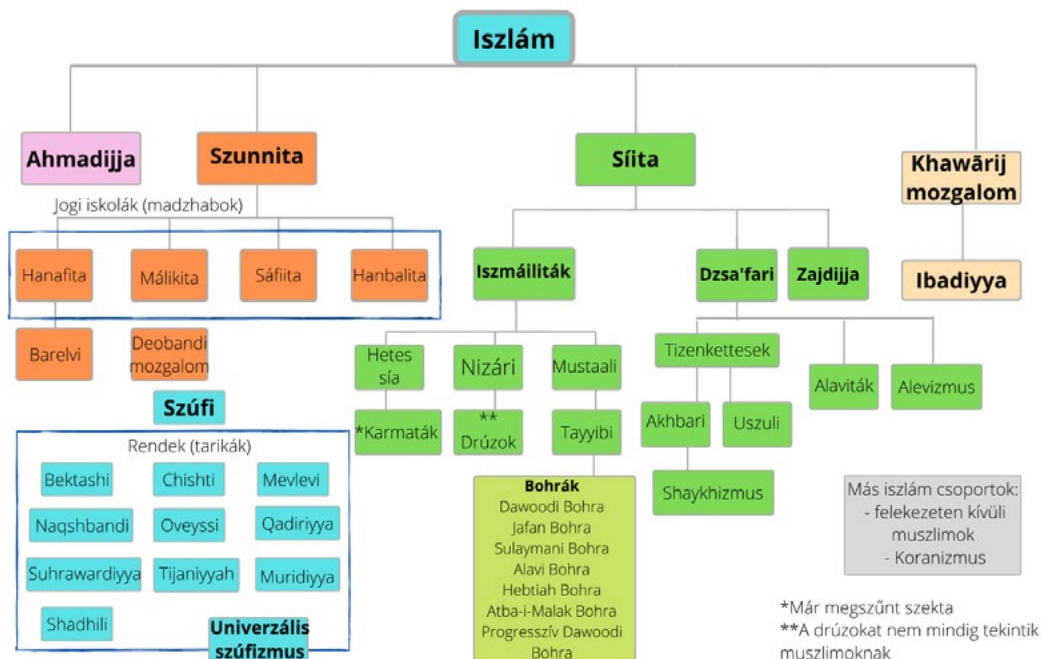 Iszlám
Ahmadijja
Szunnita
Síita
Khawārij
mozgalom
Jogi iskolák (madzhabok)
Hanafita
Málikita
Sáfiita
Hanbalita
Iszmáiliták
Dzsa'fari
Zajdijja
Ibadiyya
Barelvi
Deobandi
mozgalom
Hetes
sía
Nizári
Mustaali
Tizenkettesek
Alaviták
Alevizmus
*Karmaták
**
Drúzok
Tayyibi
Akhbari
Uszuli
Shaykhizmus
Szúfi
Rendek (tarikák)
Bektashi
Chishti
Mevlevi
Naqshbandi
Oveyssi
Qadiriyya
Suhrawardiyya
Tijaniyyah
Muridiyya
Shadhili
Univerzális
szúfizmus
Bohrák
Dawoodi Bohra
Jafan Bohra
Sulaymani Bohra
Alavi Bohra
Hebtiah Bohra
Atba-i-Malak Bohra
Progresszív Dawoodi
Bohra
Más iszlám csoportok:
- felekezeten kívüli
muszlimok
- Koranizmus
*Már megszűnt szekta
**A drúzokat nem mindig tekintik
muszlimoknak